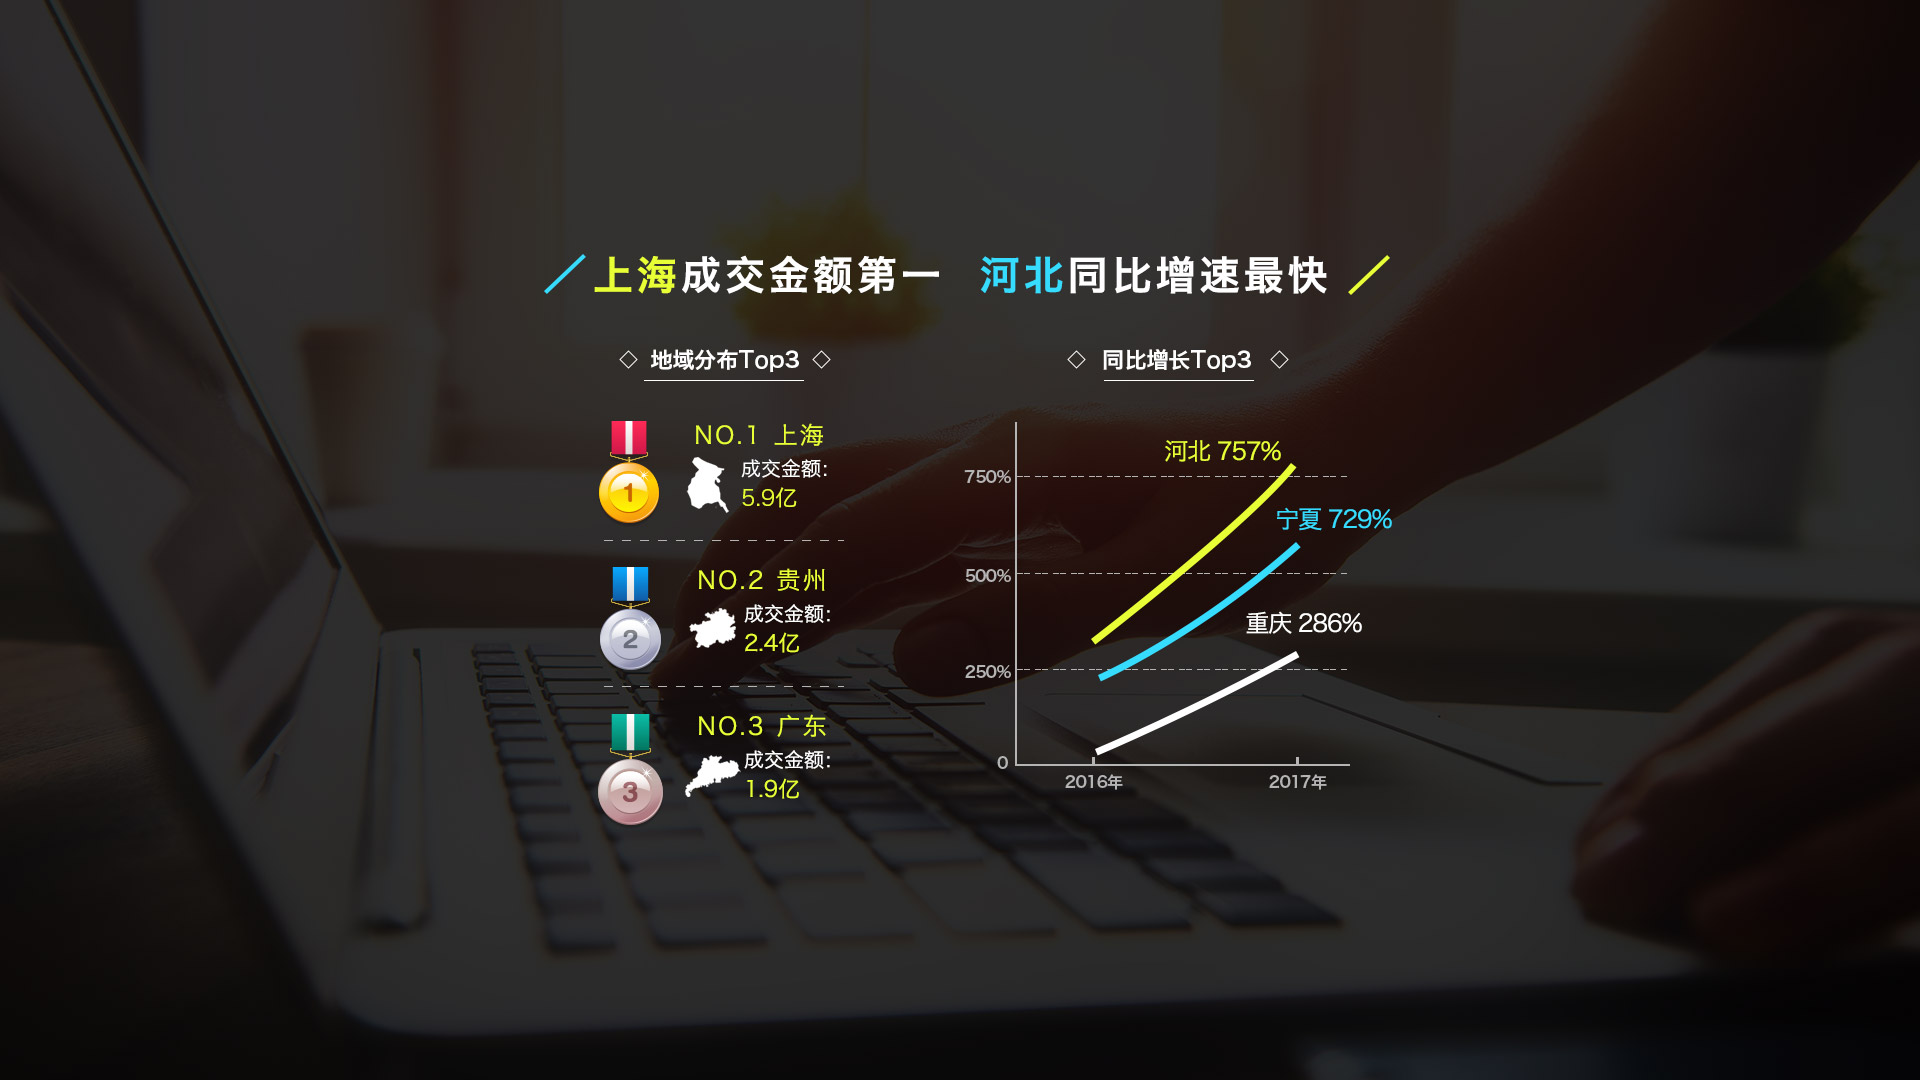 上海成交金额第一 河北同比增速最快
地域分布Top3
1
NO.1 上海
成交金额:
5.9亿
2
NO.2 贵州
成交金额:
2.4亿
3
NO.3 广东
成交金额:
1.9亿
同比增长Top3
750%
500%
250%
0
河北 757%
宁夏 729%
重庆 286%
2016年
2017年